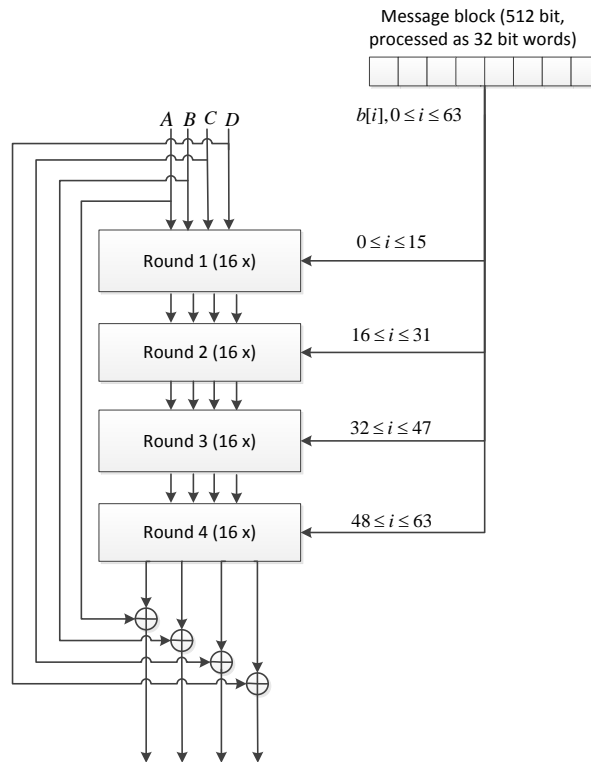 Message block (512 bit,
processed as 32 bit words)
A B C D
b[i], 0 ≤ i ≤ 63
Round 1 (16 x)
0 ≤ i ≤ 15
Round 2 (16 x)
16 ≤ i ≤ 31
Round 3 (16 x)
32 ≤ i ≤ 47
Round 4 (16 x)
48 ≤ i ≤ 63